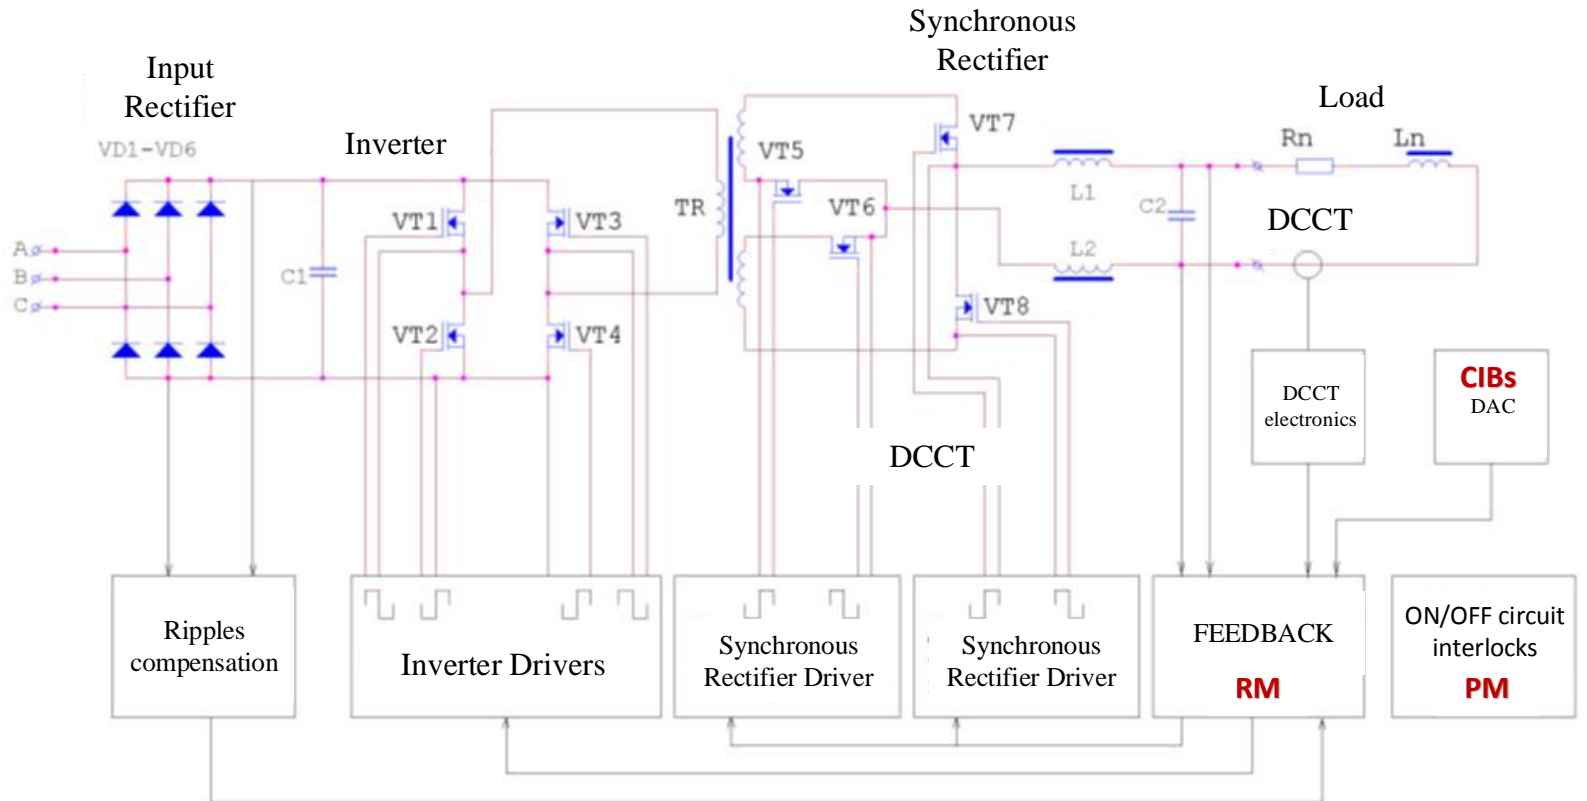 Synchronous
Rectifier
Input
Rectifier
Load
VD1-VD6
Inverter
VT7
Rn
Ln
VT5
L1
TR
VT6
C2
DCCT
VT1
VT3
A
B
C
C1
L2
VT2
VT4
VT8
DCCT
electronics
CIBs
DAC
DCCT
Ripples
compensation
Inverter Drivers
Synchronous
Rectifier Driver
Synchronous
Rectifier Driver
FEEDBACK
RM
ON/OFF circuit
interlocks
PM